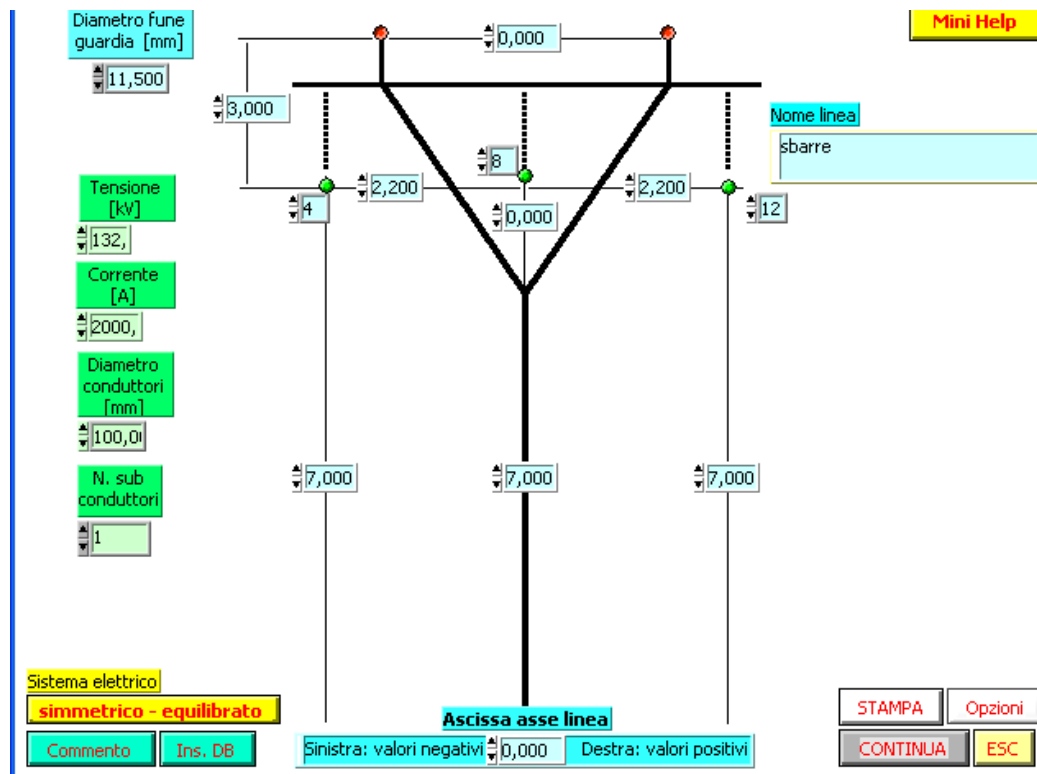 Diametro fune
guardia [mm]
11,500
0,000
Mini Help
3,000
Nome linea
sbarre
8
Tensione
[kV]
132,
4
2,200
0,000
2,200
12
Corrente
[A]
2000,
Diametro
conduttori
[mm]
100,0
N. sub
conduttori
1
7,000
7,000
7,000
Sistema elettrico
simmetrico - equilibrato
Commento
Ins. DB
Ascissa asse linea
Sinistra: valori negativi
0,000
Destra: valori positivi
STAMPA
Opzioni
CONTINUA
ESC